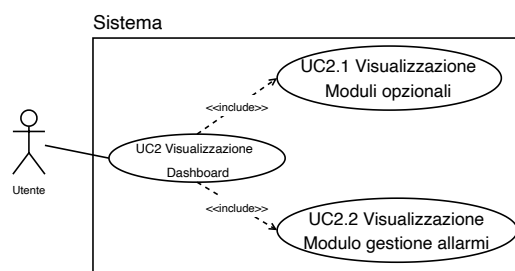 Sistema
UC2.1 Visualizzazione
Moduli opzionali
<<include>>
UC2 Visualizzazione
Dashboard
Utente
<<include>>
UC2.2 Visualizzazione
Modulo gestione allarmi